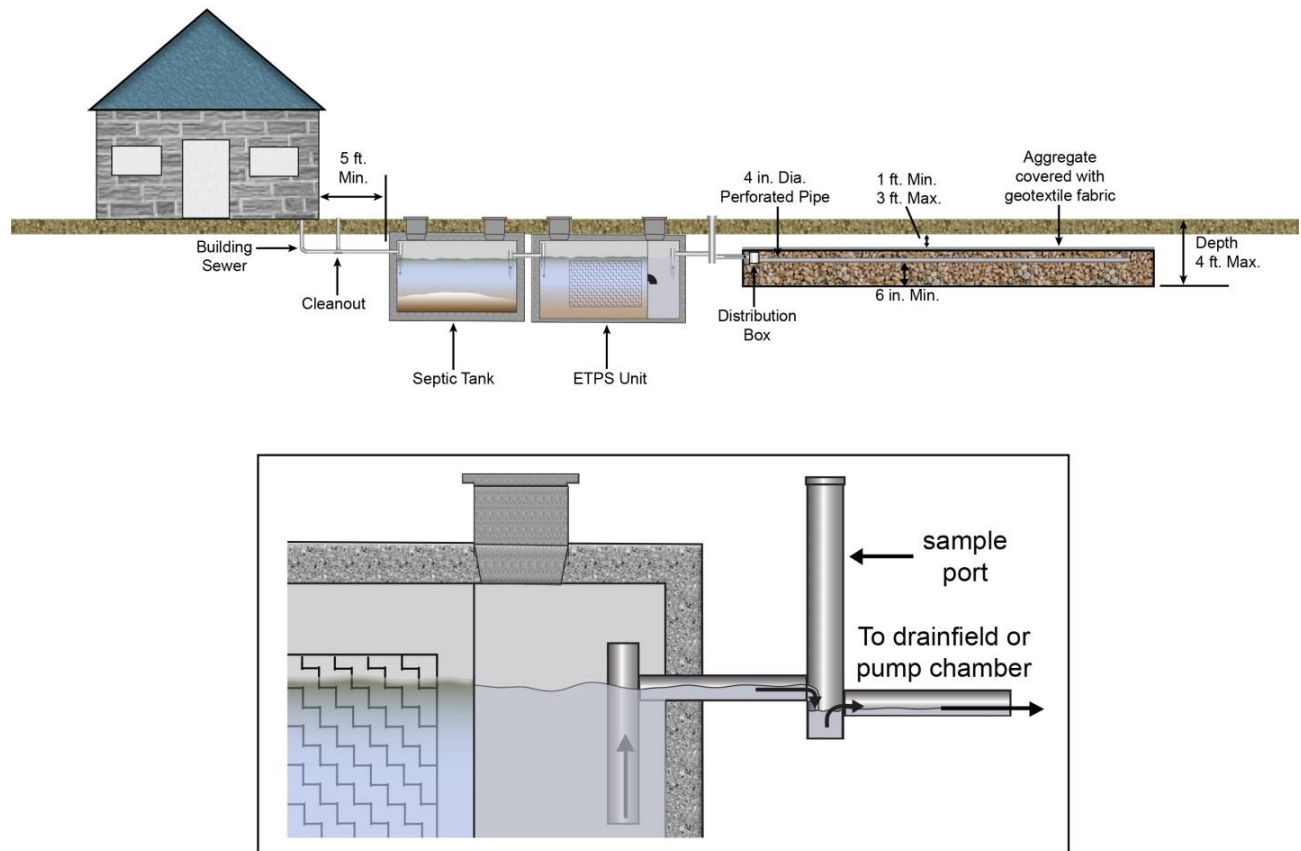 5 ft.
Min.
4 in. Dia.
Perforated Pipe
1 ft. Min.
3 ft. Max.
Aggregate
covered with
geotextile fabric
Building
Sewer
Cleanout
Septic Tank
ETPS Unit
Distribution
Box
6 in. Min.
Depth
4 ft. Max.
sample
port
To drainfield or
pump chamber